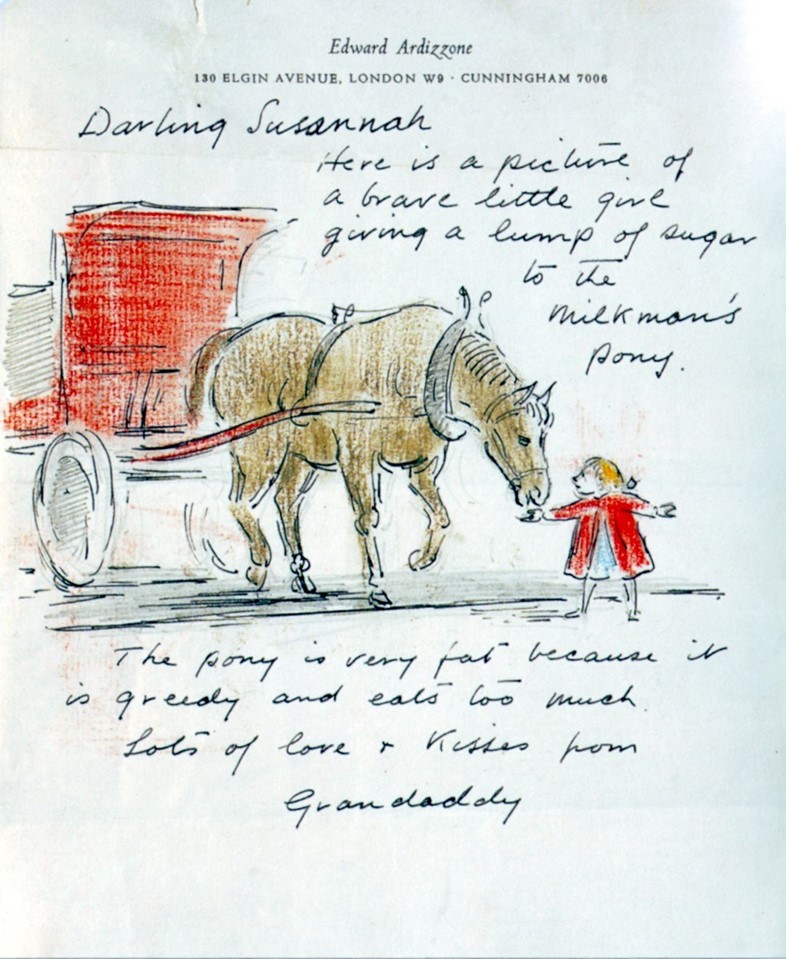 Edward Ardizzone
130 ELGIN AVENUE, LONDON W9 · CUNNINGHAM 7006
Darling Susannah
Here is a picture of
a brave little girl
giving a lump of sugar
to the
milkman's
pony.
The pony is very fat because it
is greedy and eats too much.
Lots of love + Kisses from
Grandaddy